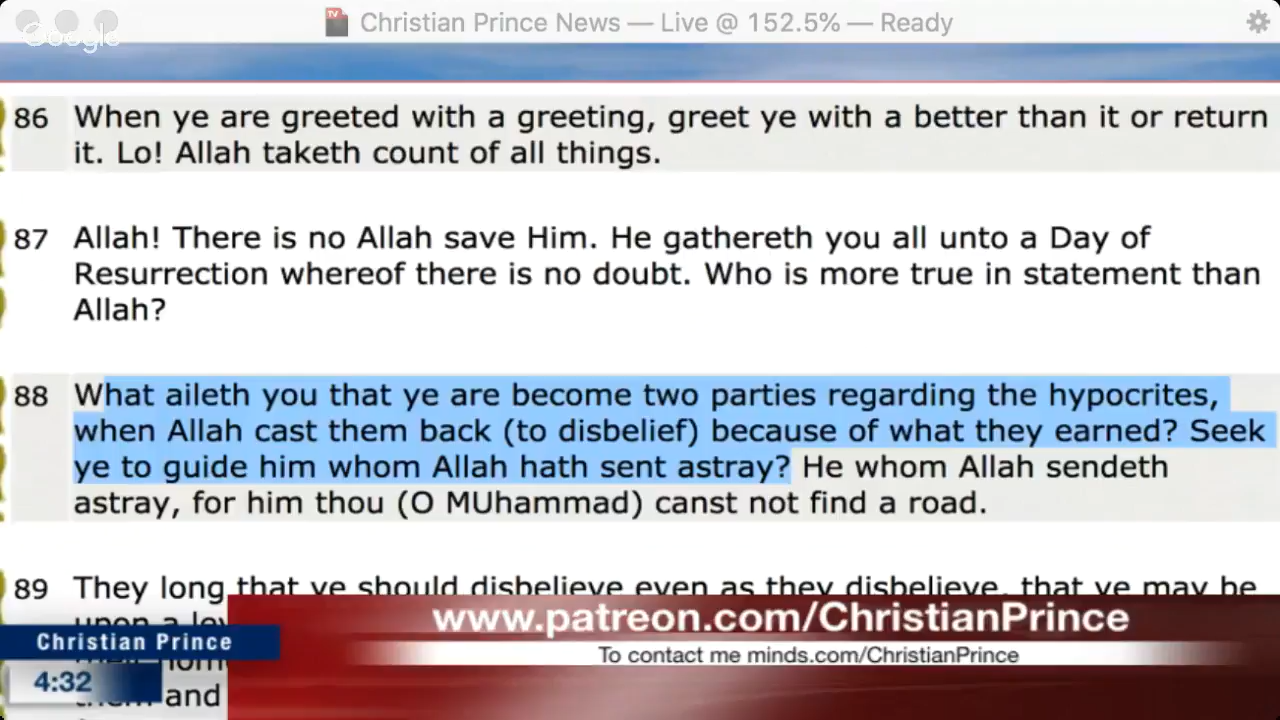 Christian Prince News — Live @ 152.5% — Ready
Google
86 When ye are greeted with a greeting, greet ye with a better than it or return
it. Lo! Allah taketh count of all things.
87 Allah! There is no Allah save Him. He gathereth you all unto a Day of
Resurrection whereof there is no doubt. Who is more true in statement than
Allah?
88 What aileth you that ye are become two parties regarding the hypocrites,
when Allah cast them back (to disbelief) because of what they earned? Seek
ye to guide him whom Allah hath sent astray? He whom Allah sendeth
astray, for him thou (O MUhammad) canst not find a road.
89 They long that ye should disbelieve even as they disbelieve, that ye may be
upon a
and
www.patreon.com/ChristianPrince
To contact me minds.com/ChristianPrince
Christian Prince
4:32